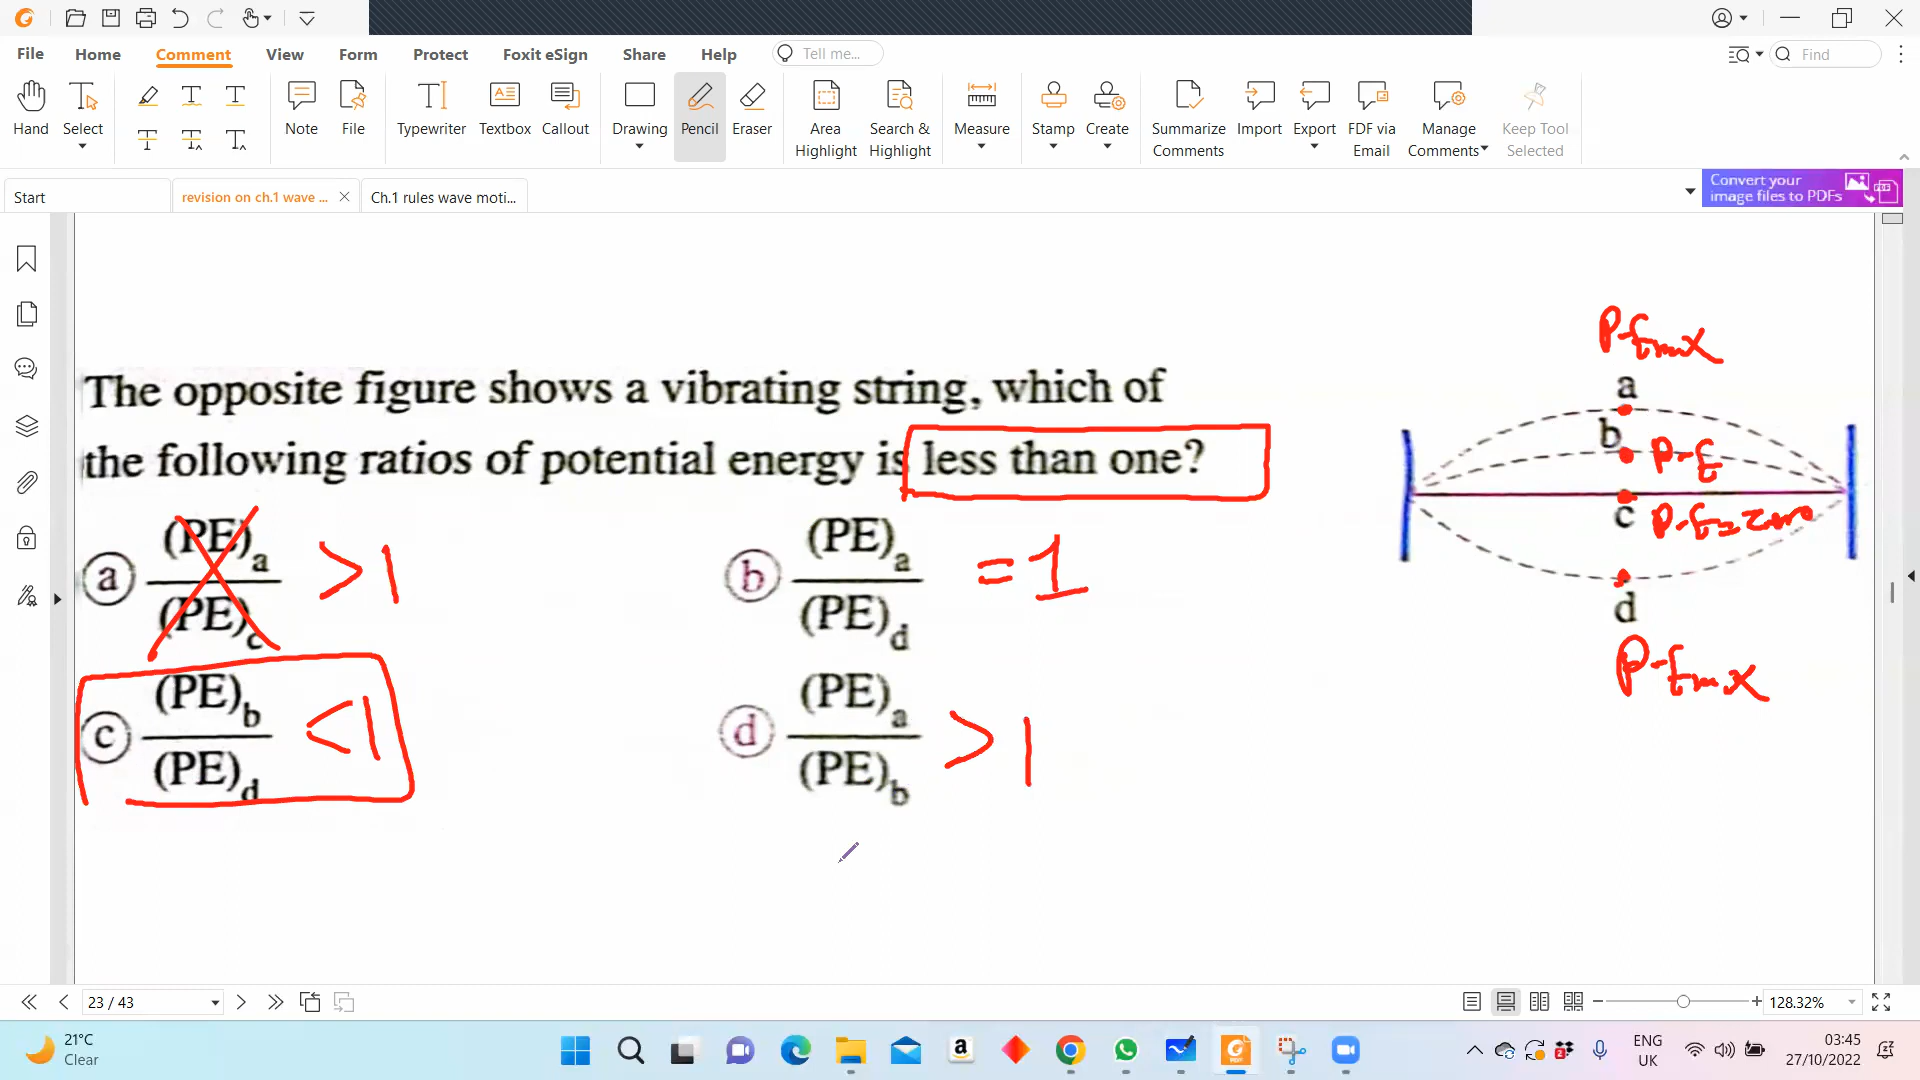 File Home Comment View Form Protect Foxit eSign Share Help Tell me... Find
Hand Select Note File Typewriter Textbox Callout Drawing Pencil Eraser Area Highlight Search & Highlight Measure Stamp Create Summarize Comments Import Export FDF via Email Manage Comments Keep Tool Selected
Start revision on ch.1 wave ... Ch.1 rules wave moti... Convert your image files to PDFs
The opposite figure shows a vibrating string, which of
the following ratios of potential energy is less than one?
a (PE)a / (PE)c >1
b (PE)a / (PE)d = 1
c (PE)b / (PE)d <1
d (PE)a / (PE)b >1
P-Emx
a
b P-E
c P-E=zero
d
P-Emx
23 / 43 128.32%
21°C
Clear
ENG
UK
03:45
27/10/2022